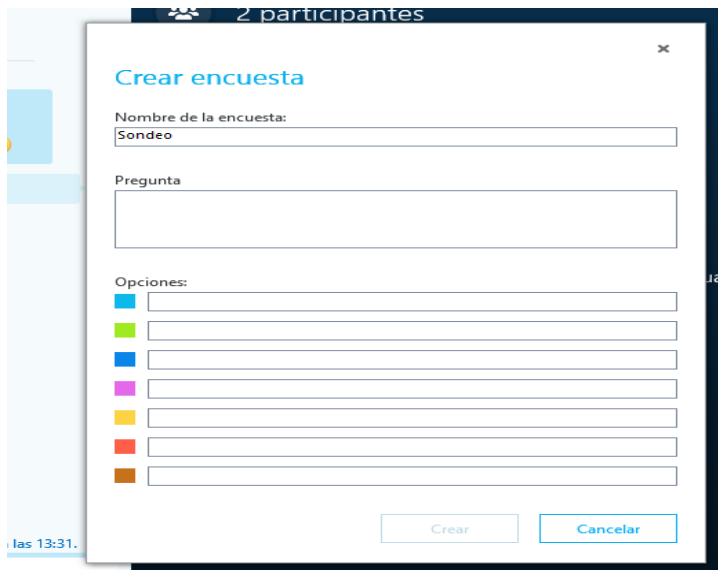 2 participantes
×
Crear encuesta
Nombre de la encuesta:
Sondeo
Pregunta
Opciones:
Crear
Cancelar
las 13:31.